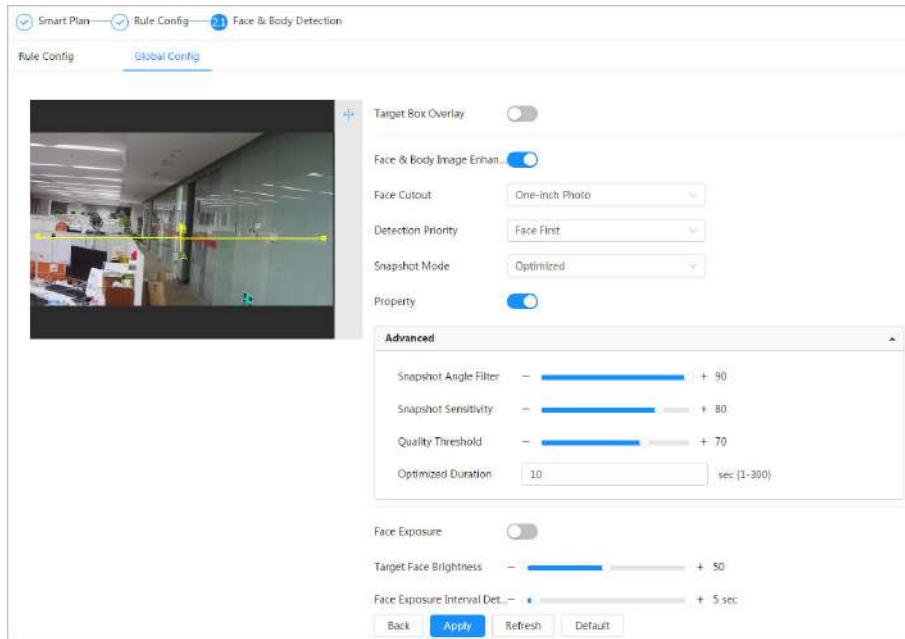 Smart Plan Rule Config 2.1 Face & Body Detection
Rule Config Global Config
Target Box Overlay
Face & Body Image Enhan...
Face Cutout One-inch Photo
Detection Priority Face First
Snapshot Mode Optimized
Property
Advanced
Snapshot Angle Filter − + 90
Snapshot Sensitivity − + 80
Quality Threshold − + 70
Optimized Duration 10 sec (1-300)
Face Exposure
Target Face Brightness − + 50
Face Exposure Interval Det... − + 5 sec
Back Apply Refresh Default